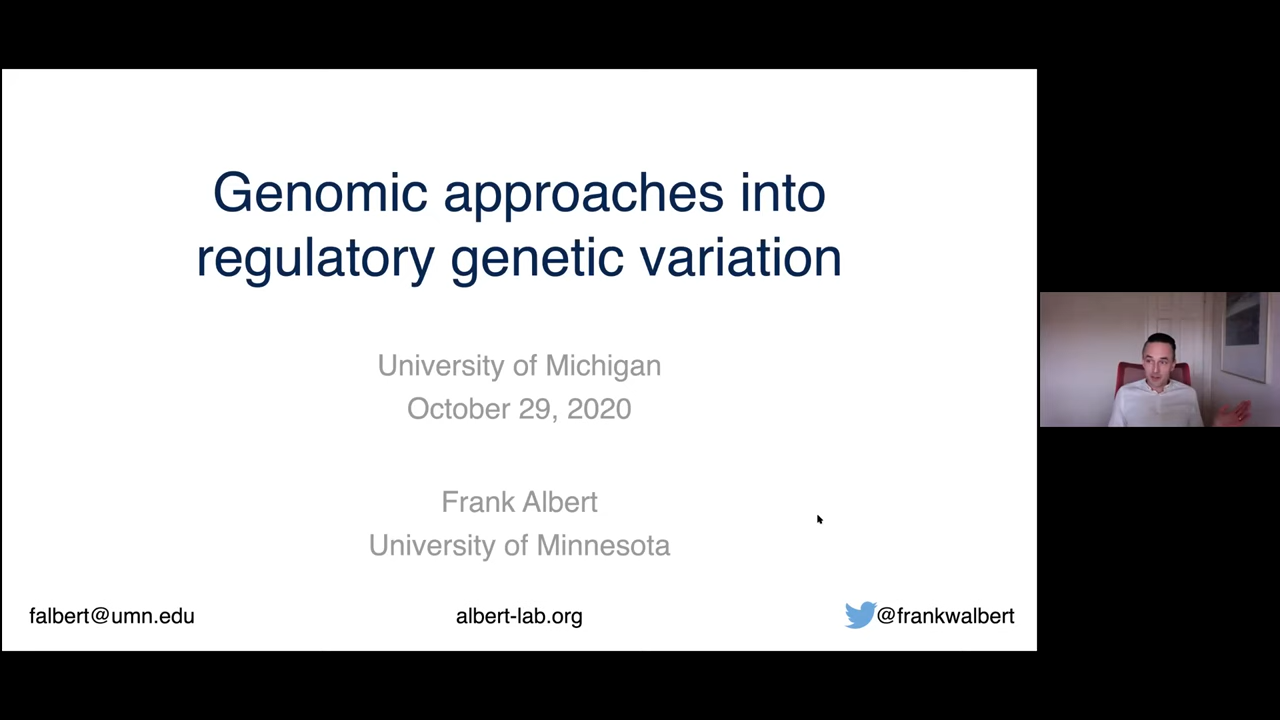 Genomic approaches into
regulatory genetic variation
University of Michigan
October 29, 2020
Frank Albert
University of Minnesota
falbert@umn.edu
albert-lab.org
@frankwalbert